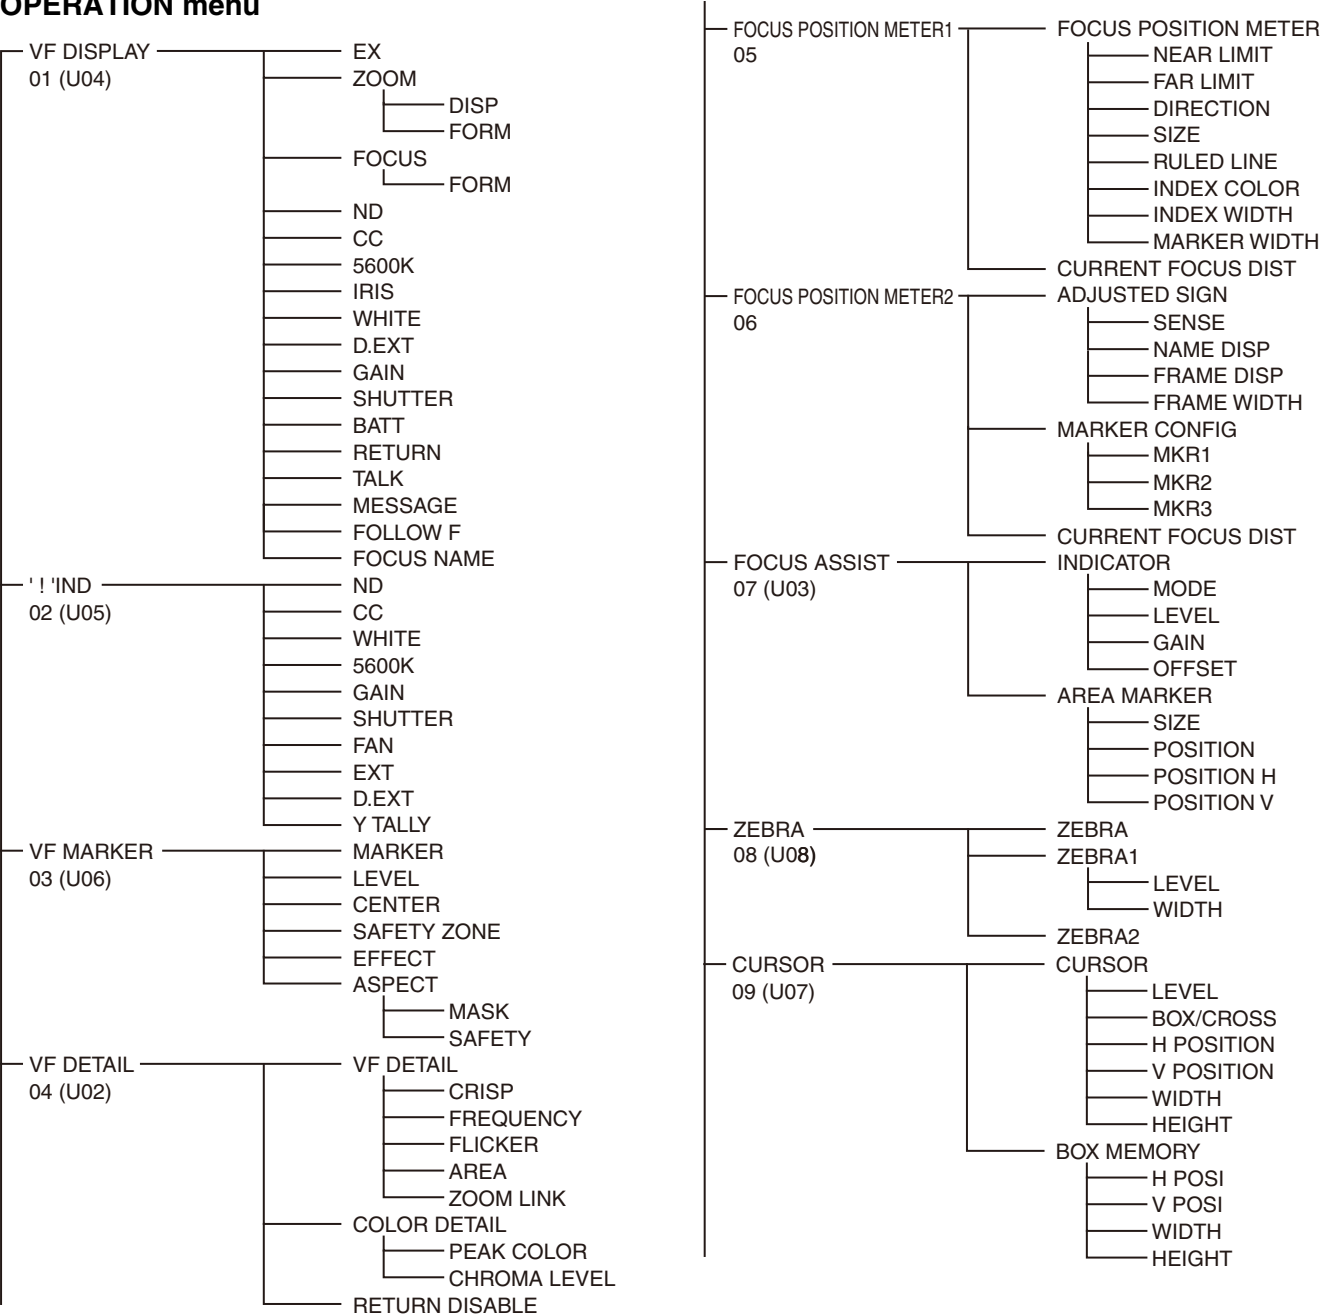 OPERATION menu
VF DISPLAY
01 (U04)
EX
ZOOM
DISP
FORM
FOCUS
FORM
ND
CC
5600K
IRIS
WHITE
D.EXT
GAIN
SHUTTER
BATT
RETURN
TALK
MESSAGE
FOLLOW F
FOCUS NAME
' ! 'IND
02 (U05)
ND
CC
WHITE
5600K
GAIN
SHUTTER
FAN
EXT
D.EXT
Y TALLY
VF MARKER
03 (U06)
MARKER
LEVEL
CENTER
SAFETY ZONE
EFFECT
ASPECT
MASK
SAFETY
VF DETAIL
04 (U02)
VF DETAIL
CRISP
FREQUENCY
FLICKER
AREA
ZOOM LINK
COLOR DETAIL
PEAK COLOR
CHROMA LEVEL
RETURN DISABLE
FOCUS POSITION METER1
05
FOCUS POSITION METER
NEAR LIMIT
FAR LIMIT
DIRECTION
SIZE
RULED LINE
INDEX COLOR
INDEX WIDTH
MARKER WIDTH
CURRENT FOCUS DIST
FOCUS POSITION METER2
06
ADJUSTED SIGN
SENSE
NAME DISP
FRAME DISP
FRAME WIDTH
MARKER CONFIG
MKR1
MKR2
MKR3
CURRENT FOCUS DIST
FOCUS ASSIST
07 (U03)
INDICATOR
MODE
LEVEL
GAIN
OFFSET
AREA MARKER
SIZE
POSITION
POSITION H
POSITION V
ZEBRA
08 (U08)
ZEBRA
ZEBRA1
LEVEL
WIDTH
ZEBRA2
CURSOR
09 (U07)
CURSOR
LEVEL
BOX/CROSS
H POSITION
V POSITION
WIDTH
HEIGHT
BOX MEMORY
H POSI
V POSI
WIDTH
HEIGHT